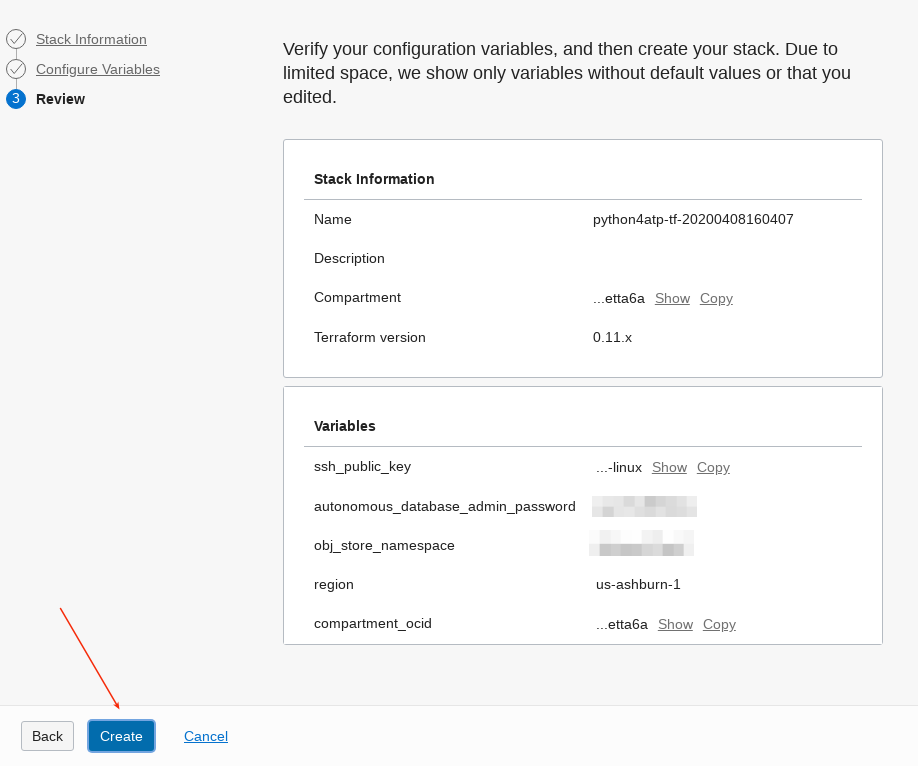 Stack Information
Configure Variables
3 Review
Verify your configuration variables, and then create your stack. Due to
limited space, we show only variables without default values or that you
edited.
Stack Information
Name python4atp-tf-20200408160407
Description
Compartment ...etta6a Show Copy
Terraform version 0.11.x
Variables
ssh_public_key ...-linux Show Copy
autonomous_database_admin_password
obj_store_namespace
region us-ashburn-1
compartment_ocid ...etta6a Show Copy
Back Create Cancel